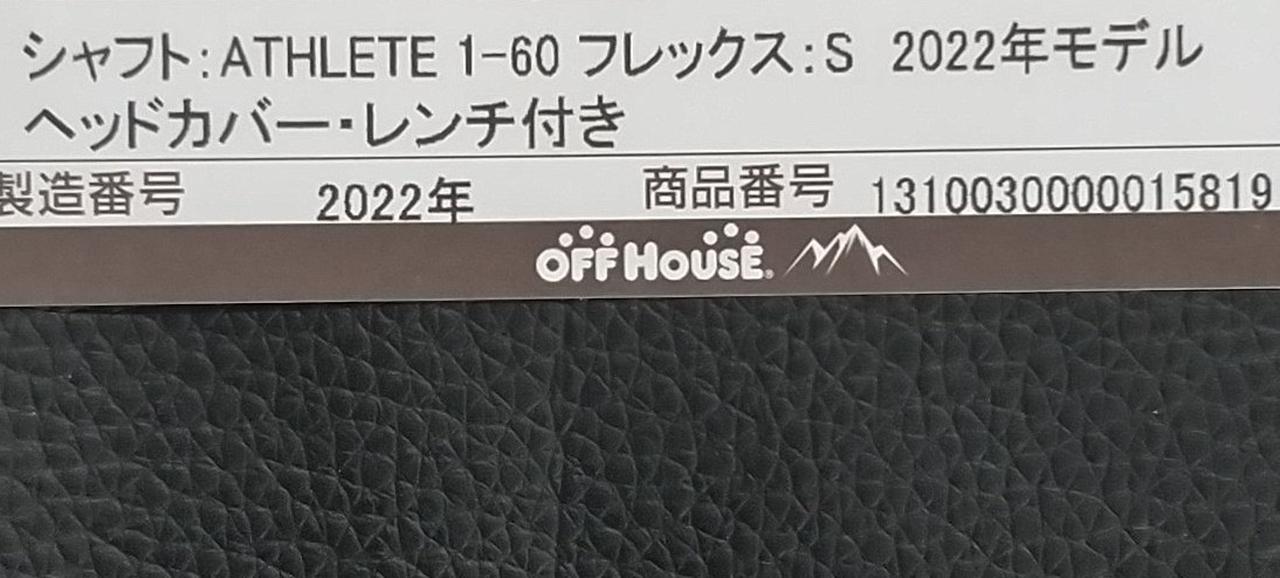 シャフト：ATHLETE 1-60 フレックス：S 2022年モデル
ヘッドカバー・レンチ付き
製造番号 2022年 商品番号 1310030000015819
OFF HOUSE